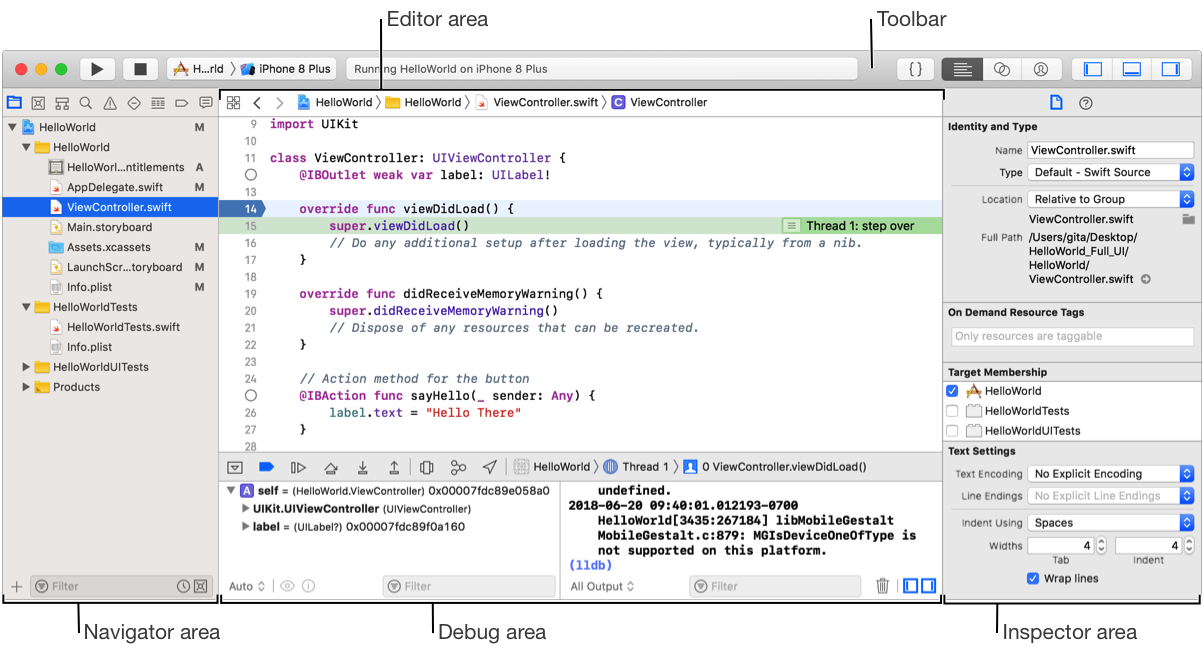 Editor area
Toolbar
H...rld
iPhone 8 Plus
Running HelloWorld on iPhone 8 Plus
{}
HelloWorld M
HelloWorld
HelloWorl...ntitlements A
AppDelegate.swift M
ViewController.swift
Main.storyboard
Assets.xcassets M
LaunchScr...toryboard M
Info.plist M
HelloWorldTests
HelloWorldTests.swift
Info.plist
HelloWorldUITests
Products
Filter
HelloWorld
HelloWorld
ViewController.swift
C ViewController
9 import UIKit
10
11 class ViewController: UIViewController {
@IBOutlet weak var label: UILabel!
13
14 override func viewDidLoad() {
15 super.viewDidLoad() Thread 1: step over
16 // Do any additional setup after loading the view, typically from a nib.
17 }
18
19 override func didReceiveMemoryWarning() {
20 super.didReceiveMemoryWarning()
21 // Dispose of any resources that can be recreated.
22 }
23
24 // Action method for the button
@IBAction func sayHello(_ sender: Any) {
26 label.text = "Hello There"
27 }
28
HelloWorld
Thread 1
0 ViewController.viewDidLoad()
A self = (HelloWorld.ViewController) 0x00007fdc89e058a0
UIKit.UIViewController (UIViewController)
label = (UILabel?) 0x00007fdc89f0a160
Auto
Filter
undefined.
2018-06-20 09:40:01.012193-0700
HelloWorld[3435:267184] libMobileGestalt
MobileGestalt.c:879: MGIsDeviceOneOfType is
not supported on this platform.
(lldb)
All Output
Filter
Identity and Type
Name ViewController.swift
Type Default - Swift Source
Location Relative to Group
ViewController.swift
Full Path /Users/gita/Desktop/
HelloWorld_Full_UI/
HelloWorld/
ViewController.swift
On Demand Resource Tags
Only resources are taggable
Target Membership
HelloWorld
HelloWorldTests
HelloWorldUITests
Text Settings
Text Encoding No Explicit Encoding
Line Endings No Explicit Line Endings
Indent Using Spaces
Widths 4 4
Tab Indent
Wrap lines
Navigator area
Debug area
Inspector area